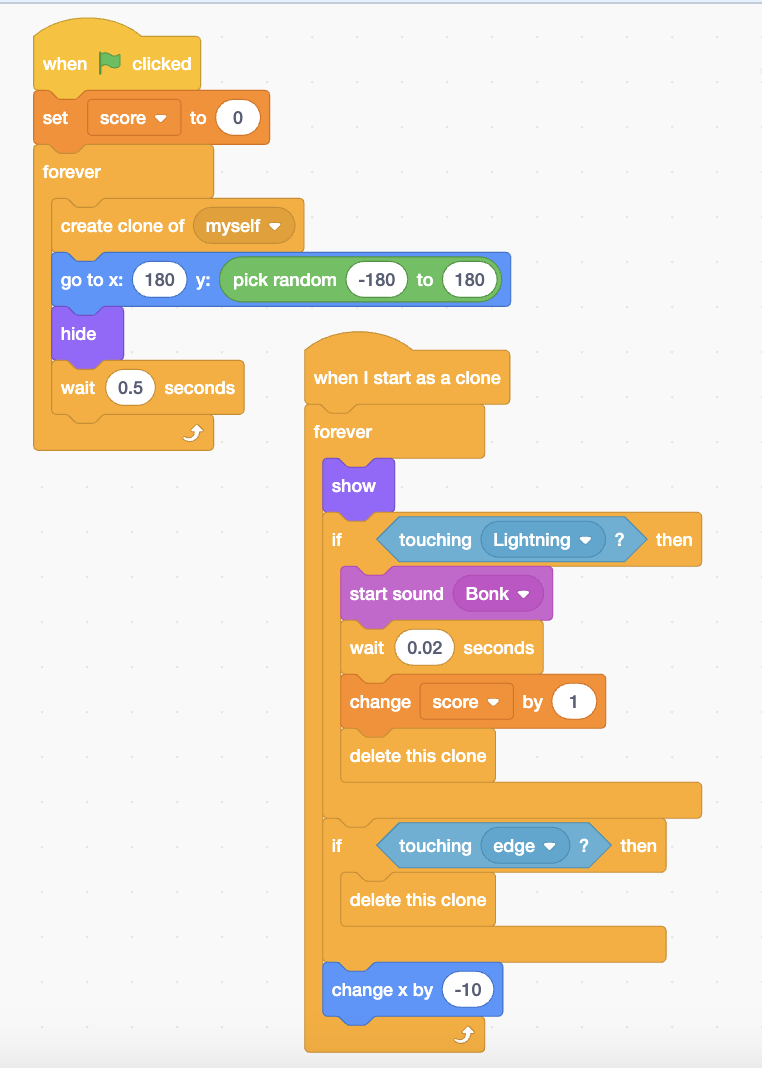 when clicked
set score to 0
forever
create clone of myself
go to x: 180 y: pick random -180 to 180
hide
wait 0.5 seconds
when I start as a clone
forever
show
if touching Lightning ? then
start sound Bonk
wait 0.02 seconds
change score by 1
delete this clone
if touching edge ? then
delete this clone
change x by -10